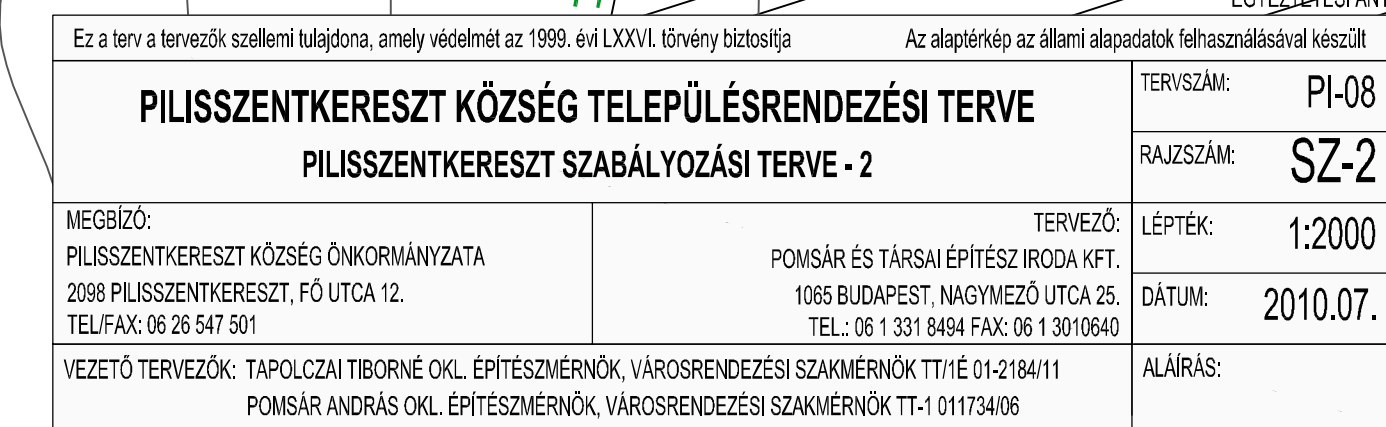 Ez a terv a tervezők szellemi tulajdona, amely védelmét az 1999. évi LXXVI. törvény biztosítja
Az alaptérkép az állami alapadatok felhasználásával készült
PILISSZENTKERESZT KÖZSÉG TELEPÜLÉSRENDEZÉSI TERVE
PILISSZENTKERESZT SZABÁLYOZÁSI TERVE - 2
TERVSZÁM: PI-08
RAJZSZÁM: SZ-2
MEGBÍZÓ:
PILISSZENTKERESZT KÖZSÉG ÖNKORMÁNYZATA
2098 PILISSZENTKERESZT, FŐ UTCA 12.
TEL/FAX: 06 26 547 501
TERVEZŐ:
POMSÁR ÉS TÁRSAI ÉPÍTÉSZ IRODA KFT.
1065 BUDAPEST, NAGYMEZŐ UTCA 25.
TEL.: 06 1 331 8494 FAX: 06 1 3010640
LÉPTÉK: 1:2000
DÁTUM: 2010.07.
VEZETŐ TERVEZŐK: TAPOLCZAI TIBORNÉ OKL. ÉPÍTÉSZMÉRNÖK, VÁROSRENDEZÉSI SZAKMÉRNÖK TT/1É 01-2184/11
POMSÁR ANDRÁS OKL. ÉPÍTÉSZMÉRNÖK, VÁROSRENDEZÉSI SZAKMÉRNÖK TT-1 011734/06
ALÁÍRÁS: